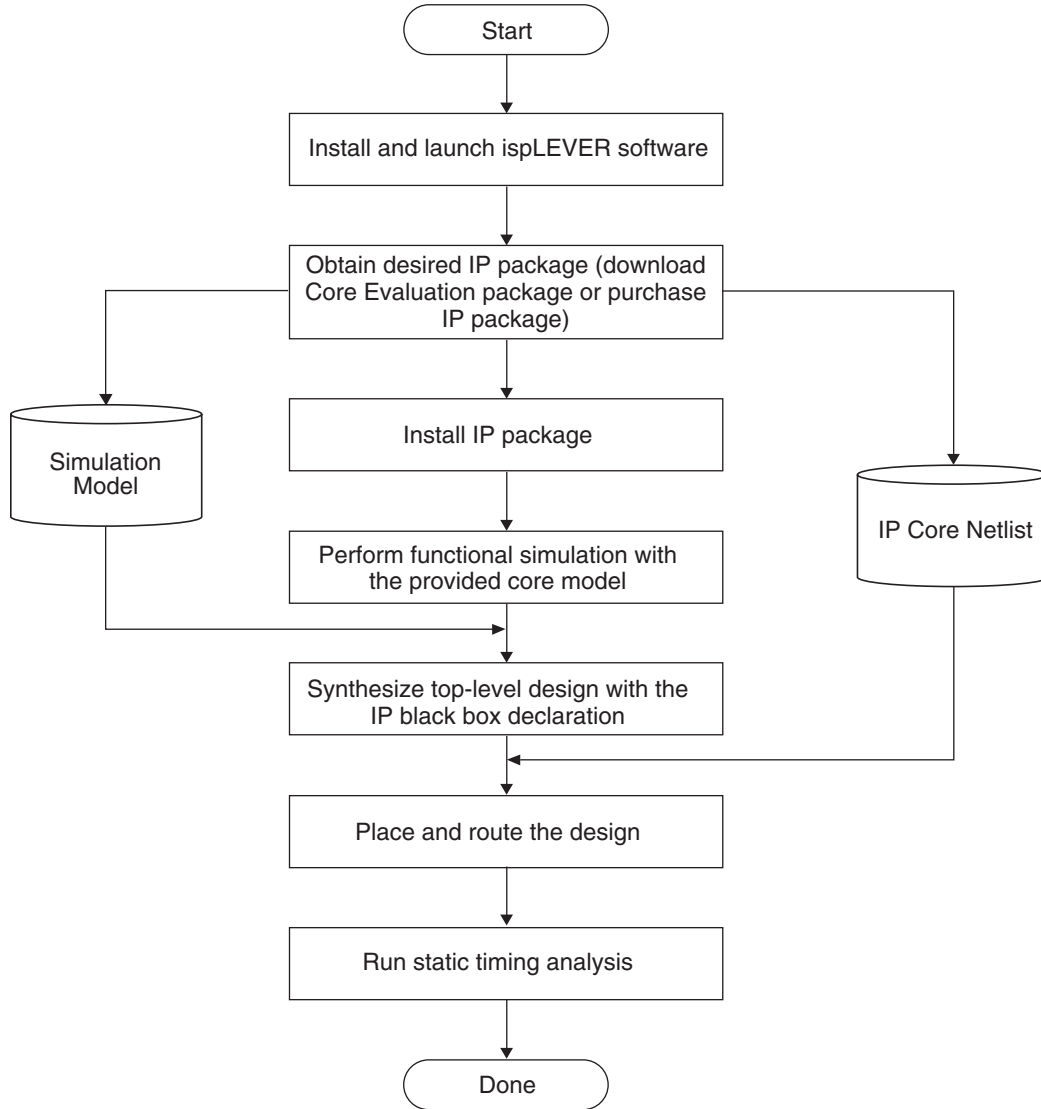 Start
Install and launch ispLEVER software
Obtain desired IP package (download
Core Evaluation package or purchase
IP package)
Install IP package
Simulation
Model
IP Core Netlist
Perform functional simulation with
the provided core model
Synthesize top-level design with the
IP black box declaration
Place and route the design
Run static timing analysis
Done